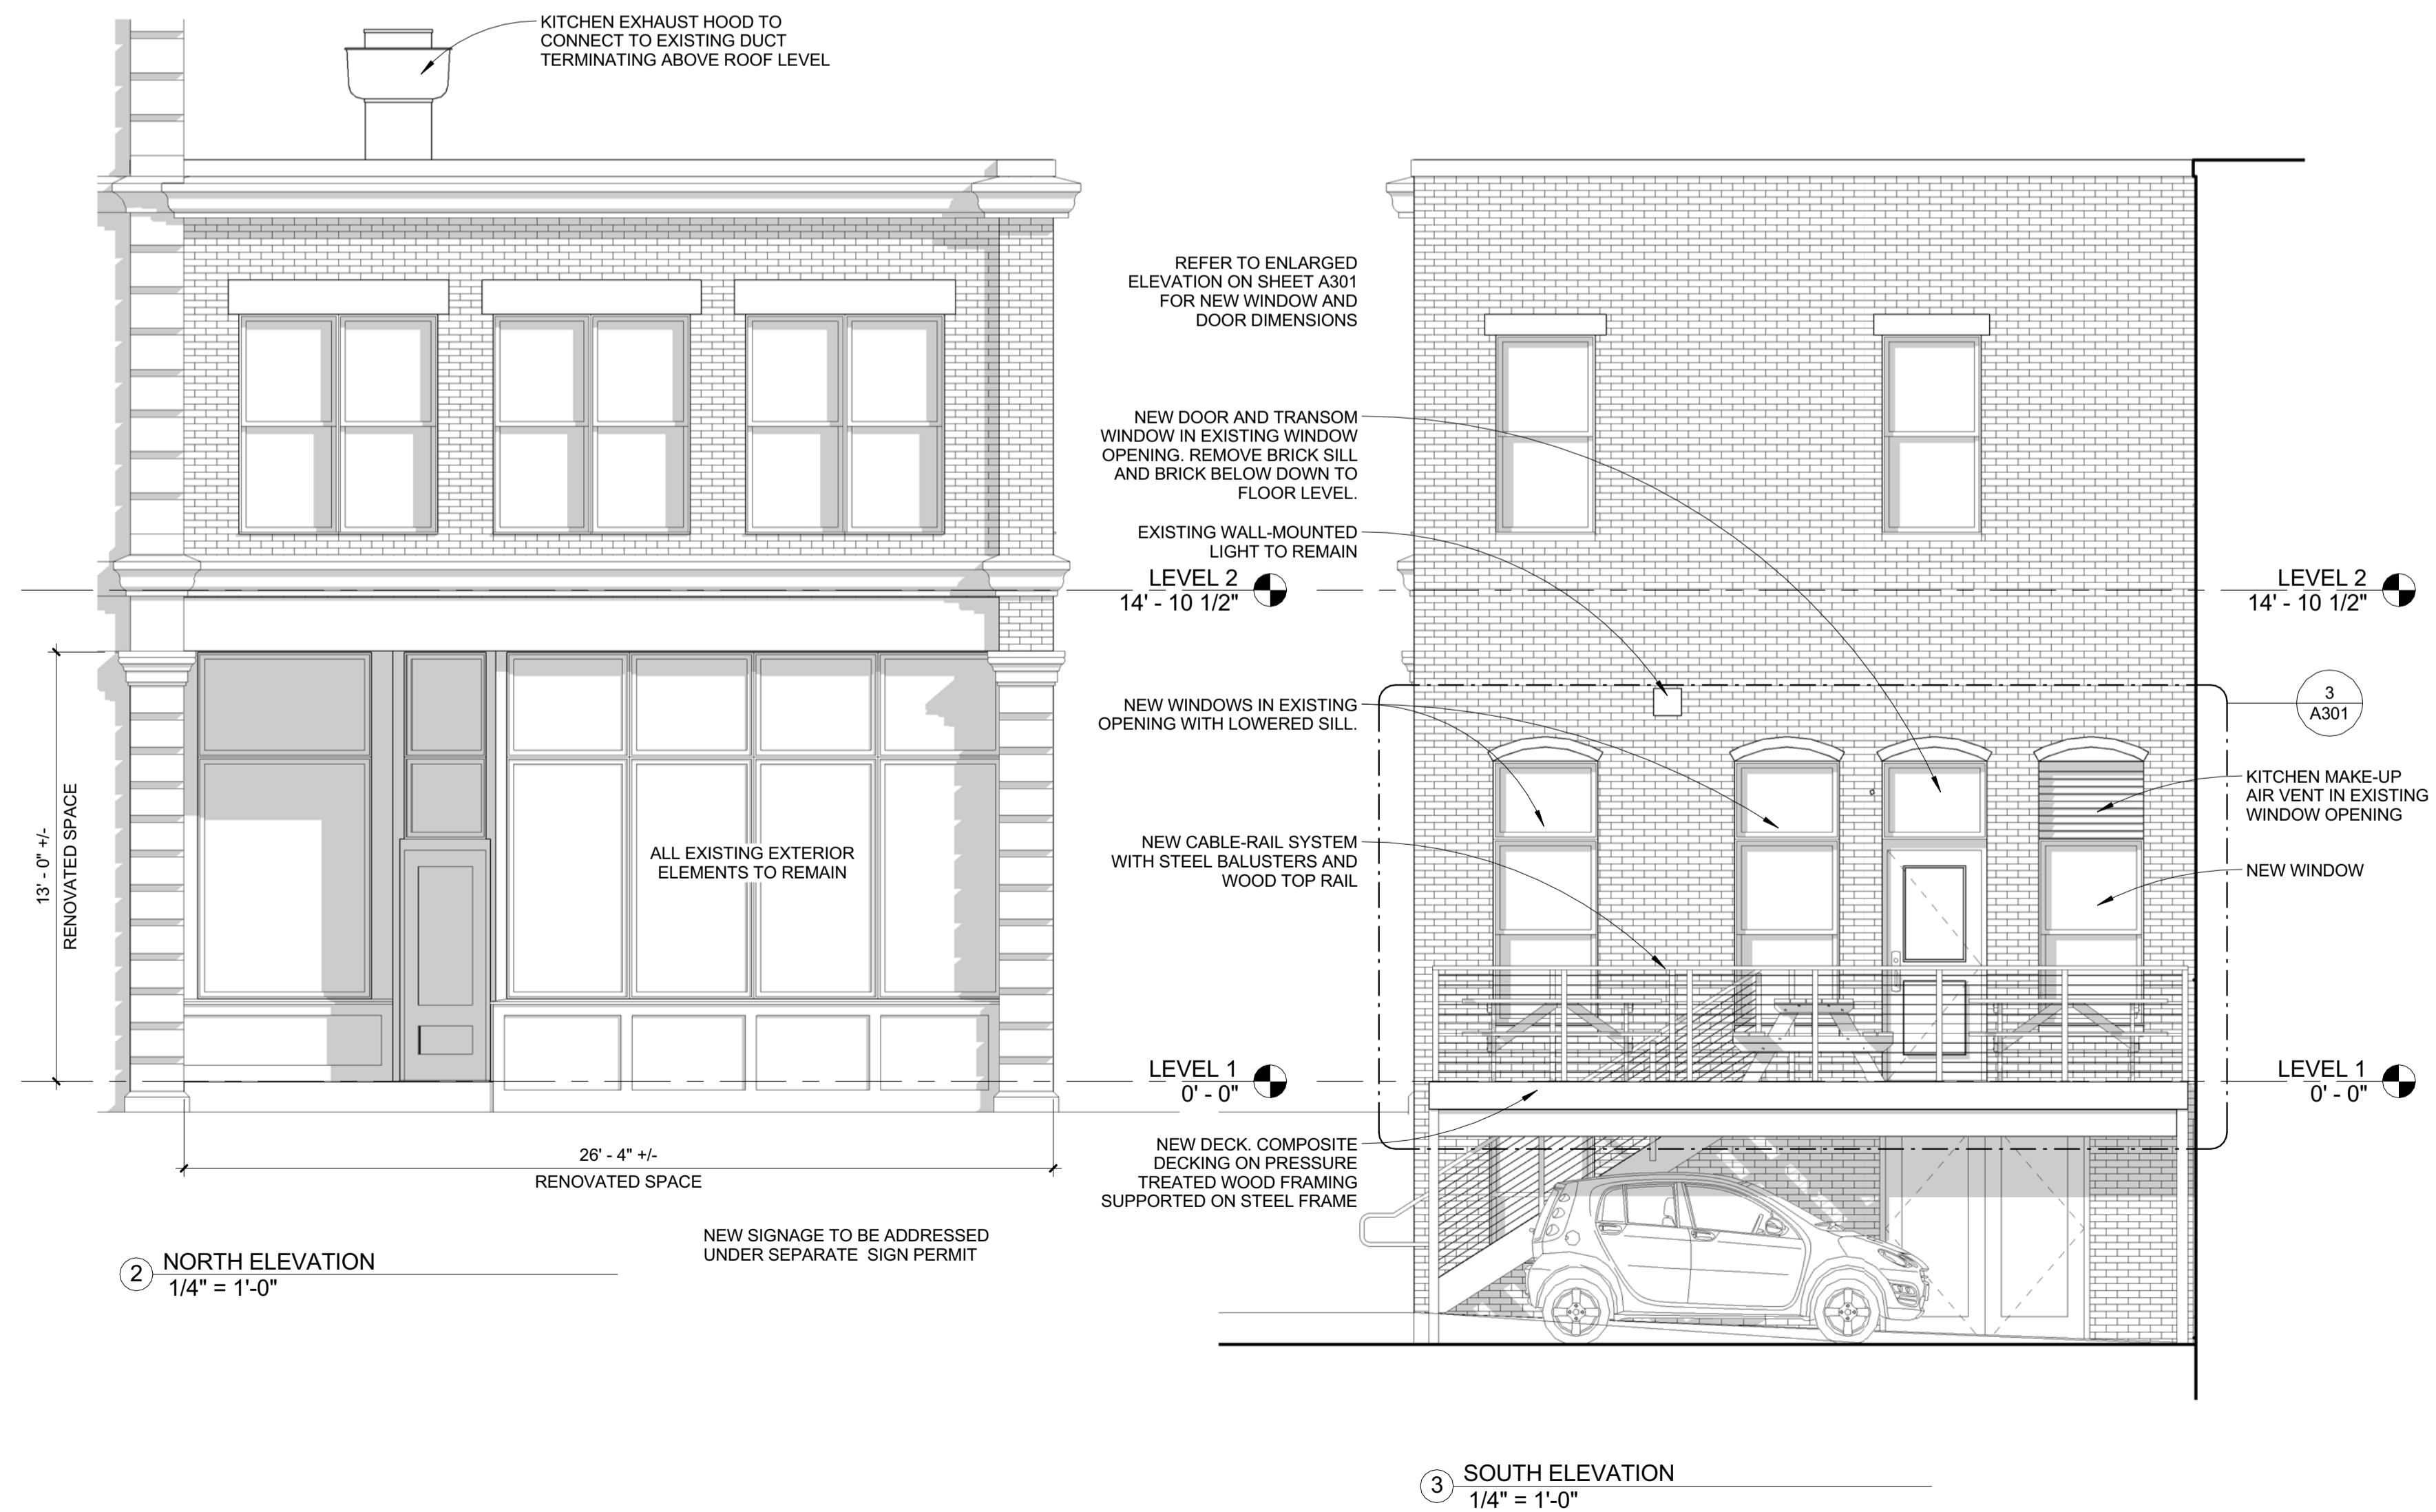 KITCHEN EXHAUST HOOD TO
CONNECT TO EXISTING DUCT
TERMINATING ABOVE ROOF LEVEL
LEVEL 2
14' - 10 1/2"
13' - 0" +/-
RENOVATED SPACE
ALL EXISTING EXTERIOR
ELEMENTS TO REMAIN
LEVEL 1
0' - 0"
26' - 4" +/-
RENOVATED SPACE
NEW SIGNAGE TO BE ADDRESSED
UNDER SEPARATE SIGN PERMIT
2
NORTH ELEVATION
1/4" = 1'-0"
REFER TO ENLARGED
ELEVATION ON SHEET A301
FOR NEW WINDOW AND
DOOR DIMENSIONS
NEW DOOR AND TRANSOM
WINDOW IN EXISTING WINDOW
OPENING. REMOVE BRICK SILL
AND BRICK BELOW DOWN TO
FLOOR LEVEL.
EXISTING WALL-MOUNTED
LIGHT TO REMAIN
NEW WINDOWS IN EXISTING
OPENING WITH LOWERED SILL.
NEW CABLE-RAIL SYSTEM
WITH STEEL BALUSTERS AND
WOOD TOP RAIL
NEW DECK. COMPOSITE
DECKING ON PRESSURE
TREATED WOOD FRAMING
SUPPORTED ON STEEL FRAME
LEVEL 2
14' - 10 1/2"
3
A301
KITCHEN MAKE-UP
AIR VENT IN EXISTING
WINDOW OPENING
NEW WINDOW
LEVEL 1
0' - 0"
3
SOUTH ELEVATION
1/4" = 1'-0"